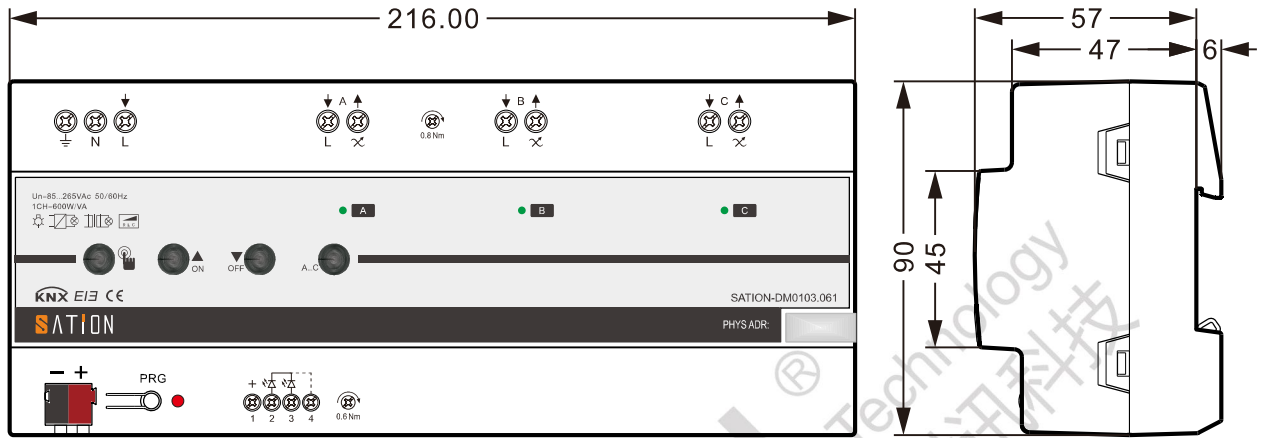 216.00
57
47
6
A
B
C
N
L
L
0.8 Nm
L
L
Un~85...265VAc 50/60Hz
1CH-600W/VA
R L C
A
B
C
ON
OFF
A...C
90
45
KNX EIB CE
SATION-DM0103.061
SATION
PHYS ADR:
- +
PRG
+
1 2 3 4
0.6 Nm
®
Technology
讯科技